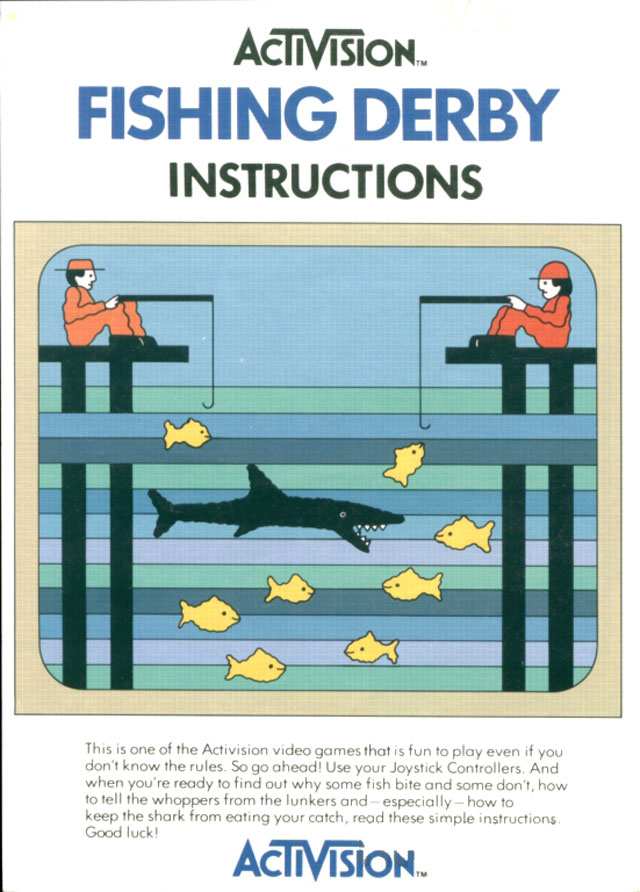 ACTIVISION™
FISHING DERBY
INSTRUCTIONS
This is one of the Activision video games that is fun to play even if you
don't know the rules. So go ahead! Use your Joystick Controllers. And
when you're ready to find out why some fish bite and some don't, how
to tell the whoppers from the lunkers and — especially — how to
keep the shark from eating your catch, read these simple instructions.
Good luck!
ACTIVISION™